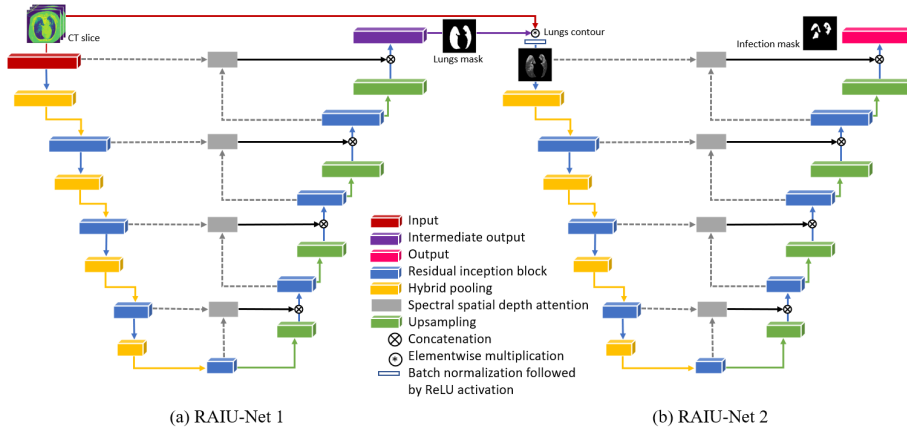 CT slice
Lungs mask
Lungs contour
Infection mask
Input
Intermediate output
Output
Residual inception block
Hybrid pooling
Spectral spatial depth attention
Upsampling
Concatenation
Elementwise multiplication
Batch normalization followed
by ReLU activation
(a) RAIU-Net 1
(b) RAIU-Net 2